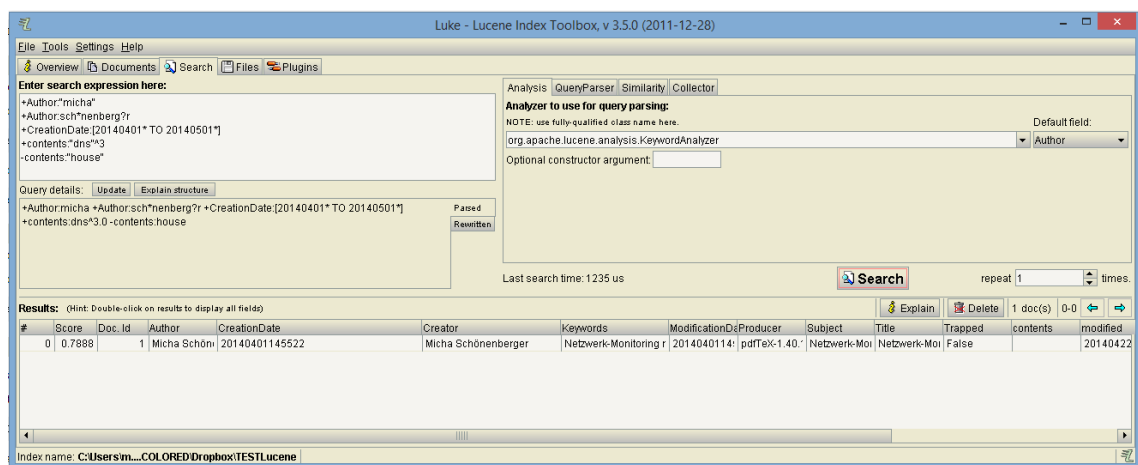 Luke - Lucene Index Toolbox, v 3.5.0 (2011-12-28)
File Tools Settings Help
Overview Documents Search Files Plugins
Enter search expression here:
+Author:"micha"
+Author:sch*nenberg?r
+CreationDate:[20140401* TO 20140501*]
+contents:"dns"^3
-contents:"house"
Query details: Update Explain structure
+Author:micha +Author:sch*nenberg?r +CreationDate:[20140401* TO 20140501*]
+contents:dns^3.0 -contents:house
Parsed
Rewritten
Analysis QueryParser Similarity Collector
Analyzer to use for query parsing:
NOTE: use fully-qualified class name here.
Default field:
org.apache.lucene.analysis.KeywordAnalyzer
Author
Optional constructor argument:
Last search time: 1235 us
Search
repeat 1 times.
Results: (Hint: Double-click on results to display all fields)
Explain Delete 1 doc(s) 0-0
# Score Doc. Id Author CreationDate Creator Keywords ModificationDa Producer Subject Title Trapped contents modified
0 0.7888 1 Micha Schön 20140401145522 Micha Schönenberger Netzwerk-Monitoring r 2014040114 pdfTeX-1.40. Netzwerk-Mo Netzwerk-Mo False 20140422
Index name: C:\Users\m....COLORED\Dropbox\TESTLucene